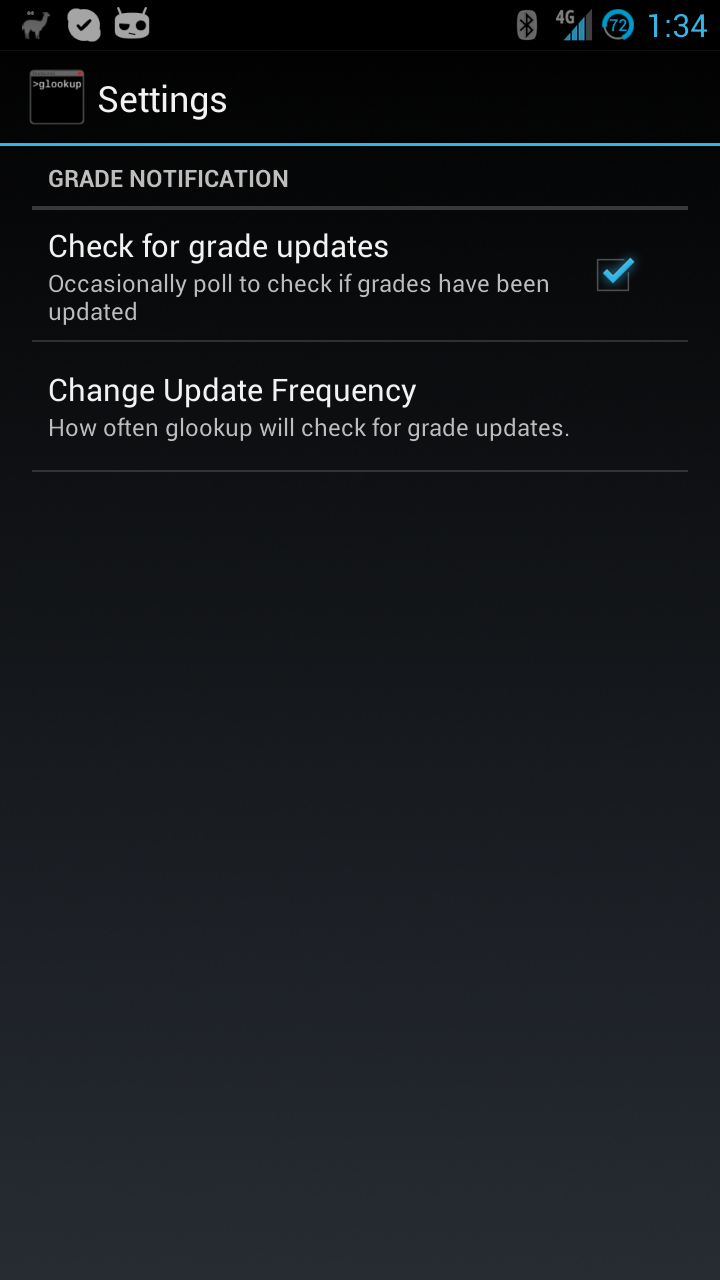 4G 72 1:34
>glookup Settings
GRADE NOTIFICATION
Check for grade updates
Occasionally poll to check if grades have been
updated
Change Update Frequency
How often glookup will check for grade updates.